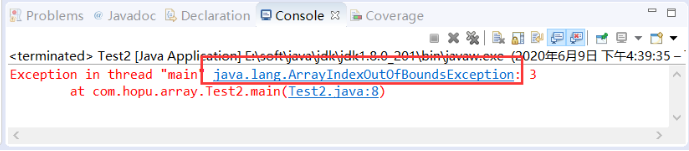 Problems @ Javadoc Declaration Console Coverage
<terminated> Test2 [Java Application] E:\soft\java\jdk\jdk1.8.0_201\bin\javaw.exe (2020年6月9日 下午4:39:35 –
Exception in thread "main" java.lang.ArrayIndexOutOfBoundsException: 3
at com.hopu.array.Test2.main(Test2.java:8)